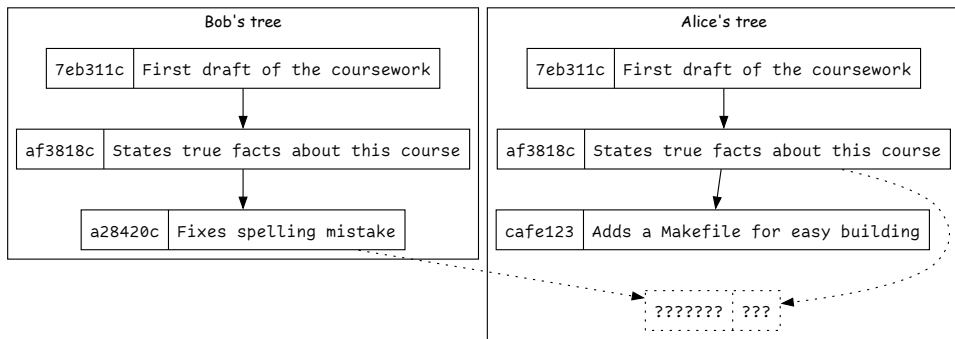 Bob's tree
7eb311c First draft of the coursework
af3818c States true facts about this course
a28420c Fixes spelling mistake
Alice's tree
7eb311c First draft of the coursework
af3818c States true facts about this course
cafe123 Adds a Makefile for easy building
??????? ???